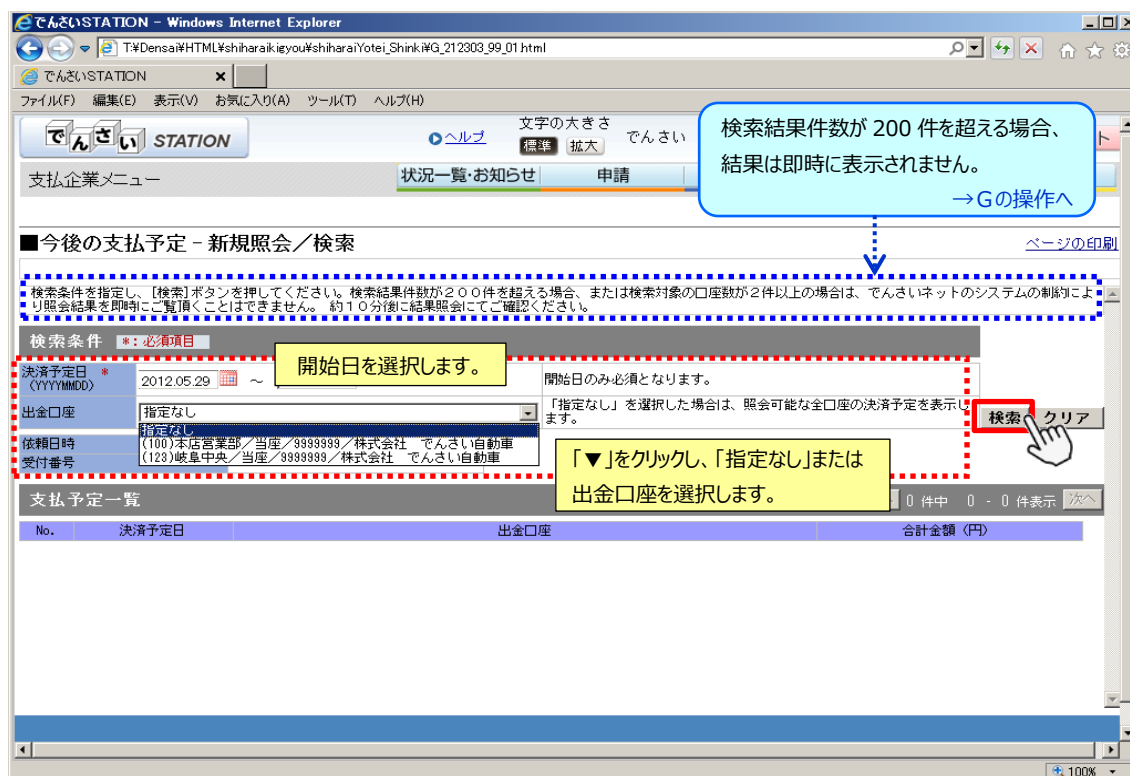 でんさいSTATION - Windows Internet Explorer
T:¥Densai¥HTML¥shiharaikigyou¥shiharaiYotei_Shinki¥G_212303_99_01.html
でんさいSTATION
ファイル(F) 編集(E) 表示(V) お気に入り(A) ツール(T) ヘルプ(H)
でんさい STATION
ヘルプ
文字の大きさ
標準 拡大
でんさい
ト
検索結果件数が 200 件を超える場合、
結果は即時に表示されません。
→Gの操作へ
支払企業メニュー
状況一覧・お知らせ 申請
■今後の支払予定－新規照会／検索
ページの印刷
検索条件を指定し、[検索]ボタンを押してください。検索結果件数が２００件を超える場合、または検索対象の口座数が２件以上の場合は、でんさいネットのシステムの制約によ
り照会結果を即時にご覧頂くことはできません。 約１０分後に結果照会にてご確認ください。
検索条件 *：必須項目
開始日を選択します。
決済予定日 *
(YYYYMMDD)
2012.05.29 ～
開始日のみ必須となります。
出金口座
指定なし
「指定なし」を選択した場合は、照会可能な全口座の決済予定を表示し
ます。
検索 クリア
指定なし
(100)本店営業部／当座／9999999／株式会社 でんさい自動車
(123)岐阜中央／当座／9999999／株式会社 でんさい自動車
依頼日時
受付番号
「▼」をクリックし、「指定なし」または
出金口座を選択します。
支払予定一覧
0 件中 0 - 0 件表示 次へ
No. 決済予定日 出金口座 合計金額（円）
100%